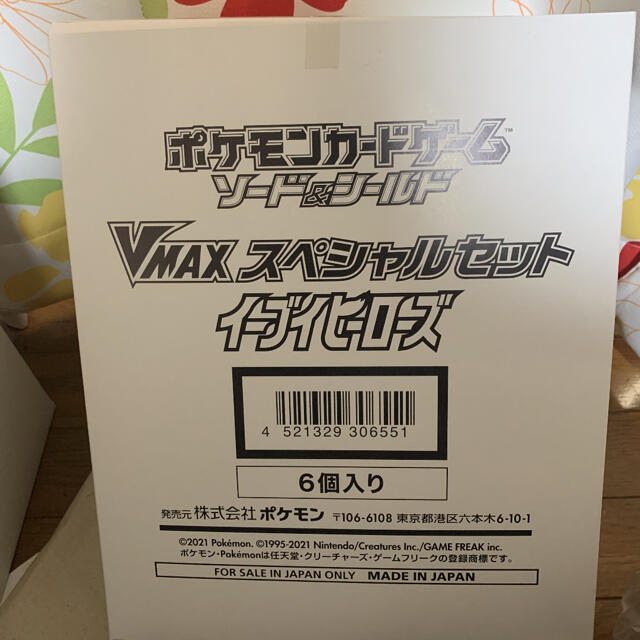 ポケモンカードゲーム™
ソード&シールド
VMAX スペシャルセット
イーブイヒーローズ
4 521329 306551
6個入り
発売元 株式会社 ポケモン 〒106-6108 東京都港区六本木6-10-1
©2021 Pokémon. ©1995-2021 Nintendo/Creatures Inc./GAME FREAK inc.
ポケモン・Pokémonは任天堂・クリーチャーズ・ゲームフリークの登録商標です。
FOR SALE IN JAPAN ONLY MADE IN JAPAN